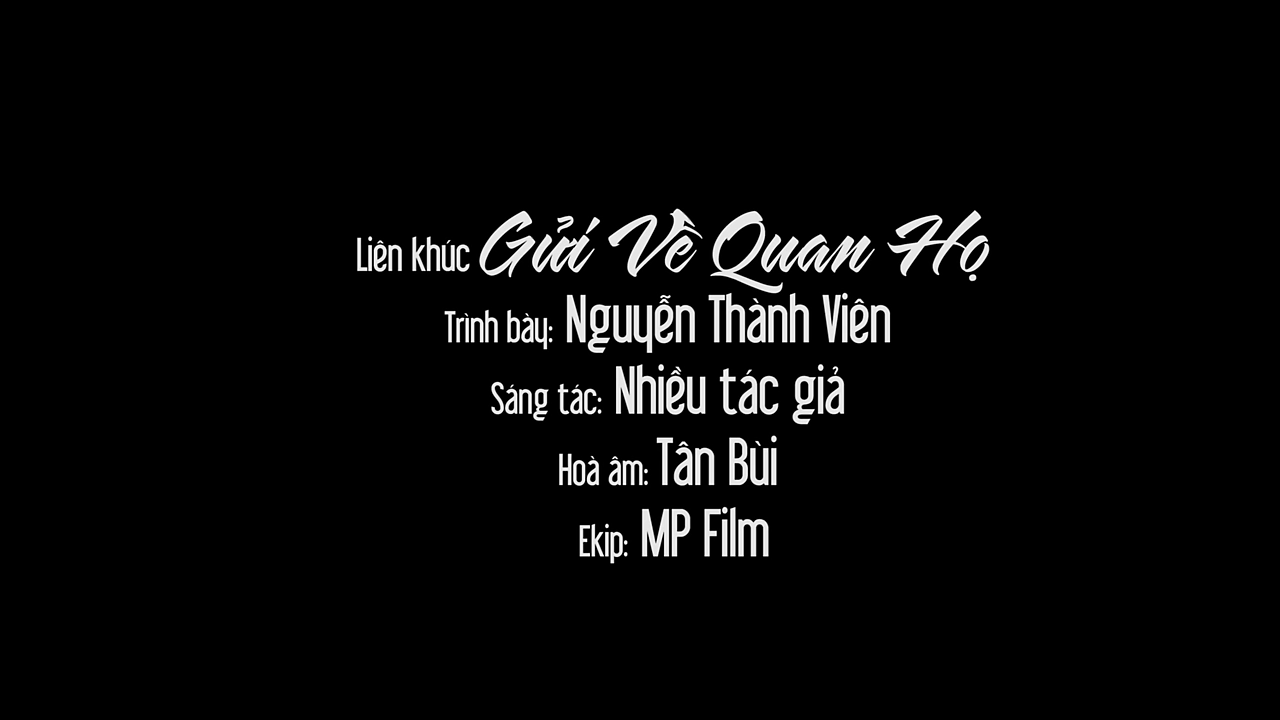 Liên khúc Gửi Về Quan Họ
Trình bày: Nguyễn Thành Viên
Sáng tác: Nhiều tác giả
Hoà âm: Tân Bùi
Ekip: MP Film